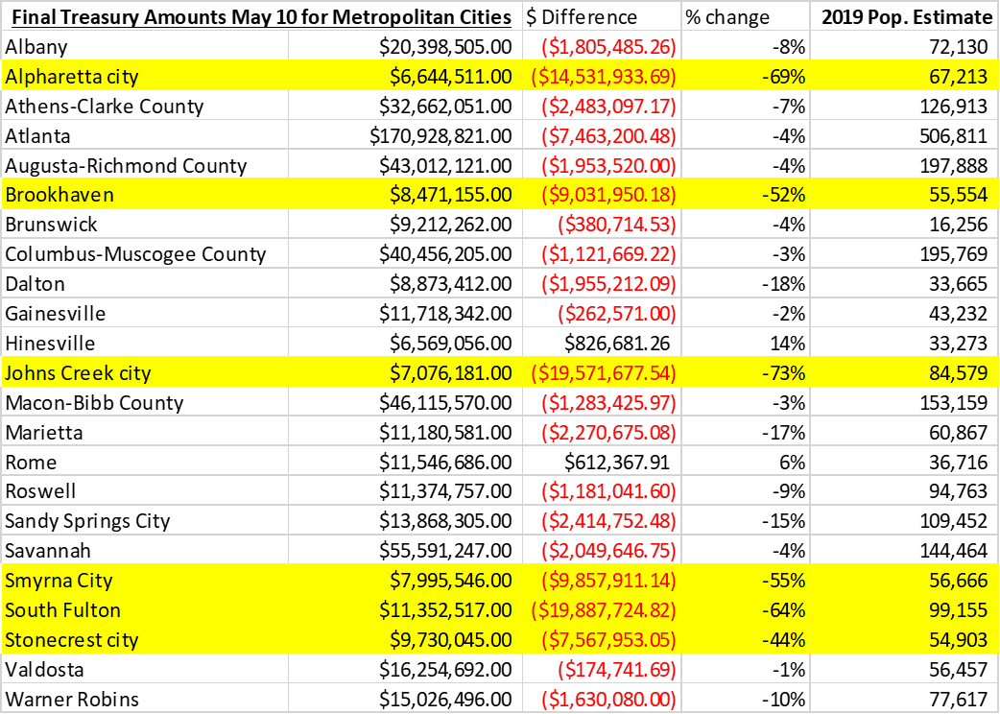 Final Treasury Amounts May 10 for Metropolitan Cities $ Difference % change 2019 Pop. Estimate
Albany $20,398,505.00 ($1,805,485.26) -8% 72,130
Alpharetta city $6,644,511.00 ($14,531,933.69) -69% 67,213
Athens-Clarke County $32,662,051.00 ($2,483,097.17) -7% 126,913
Atlanta $170,928,821.00 ($7,463,200.48) -4% 506,811
Augusta-Richmond County $43,012,121.00 ($1,953,520.00) -4% 197,888
Brookhaven $8,471,155.00 ($9,031,950.18) -52% 55,554
Brunswick $9,212,262.00 ($380,714.53) -4% 16,256
Columbus-Muscogee County $40,456,205.00 ($1,121,669.22) -3% 195,769
Dalton $8,873,412.00 ($1,955,212.09) -18% 33,665
Gainesville $11,718,342.00 ($262,571.00) -2% 43,232
Hinesville $6,569,056.00 $826,681.26 14% 33,273
Johns Creek city $7,076,181.00 ($19,571,677.54) -73% 84,579
Macon-Bibb County $46,115,570.00 ($1,283,425.97) -3% 153,159
Marietta $11,180,581.00 ($2,270,675.08) -17% 60,867
Rome $11,546,686.00 $612,367.91 6% 36,716
Roswell $11,374,757.00 ($1,181,041.60) -9% 94,763
Sandy Springs City $13,868,305.00 ($2,414,752.48) -15% 109,452
Savannah $55,591,247.00 ($2,049,646.75) -4% 144,464
Smyrna City $7,995,546.00 ($9,857,911.14) -55% 56,666
South Fulton $11,352,517.00 ($19,887,724.82) -64% 99,155
Stonecrest city $9,730,045.00 ($7,567,953.05) -44% 54,903
Valdosta $16,254,692.00 ($174,741.69) -1% 56,457
Warner Robins $15,026,496.00 ($1,630,080.00) -10% 77,617